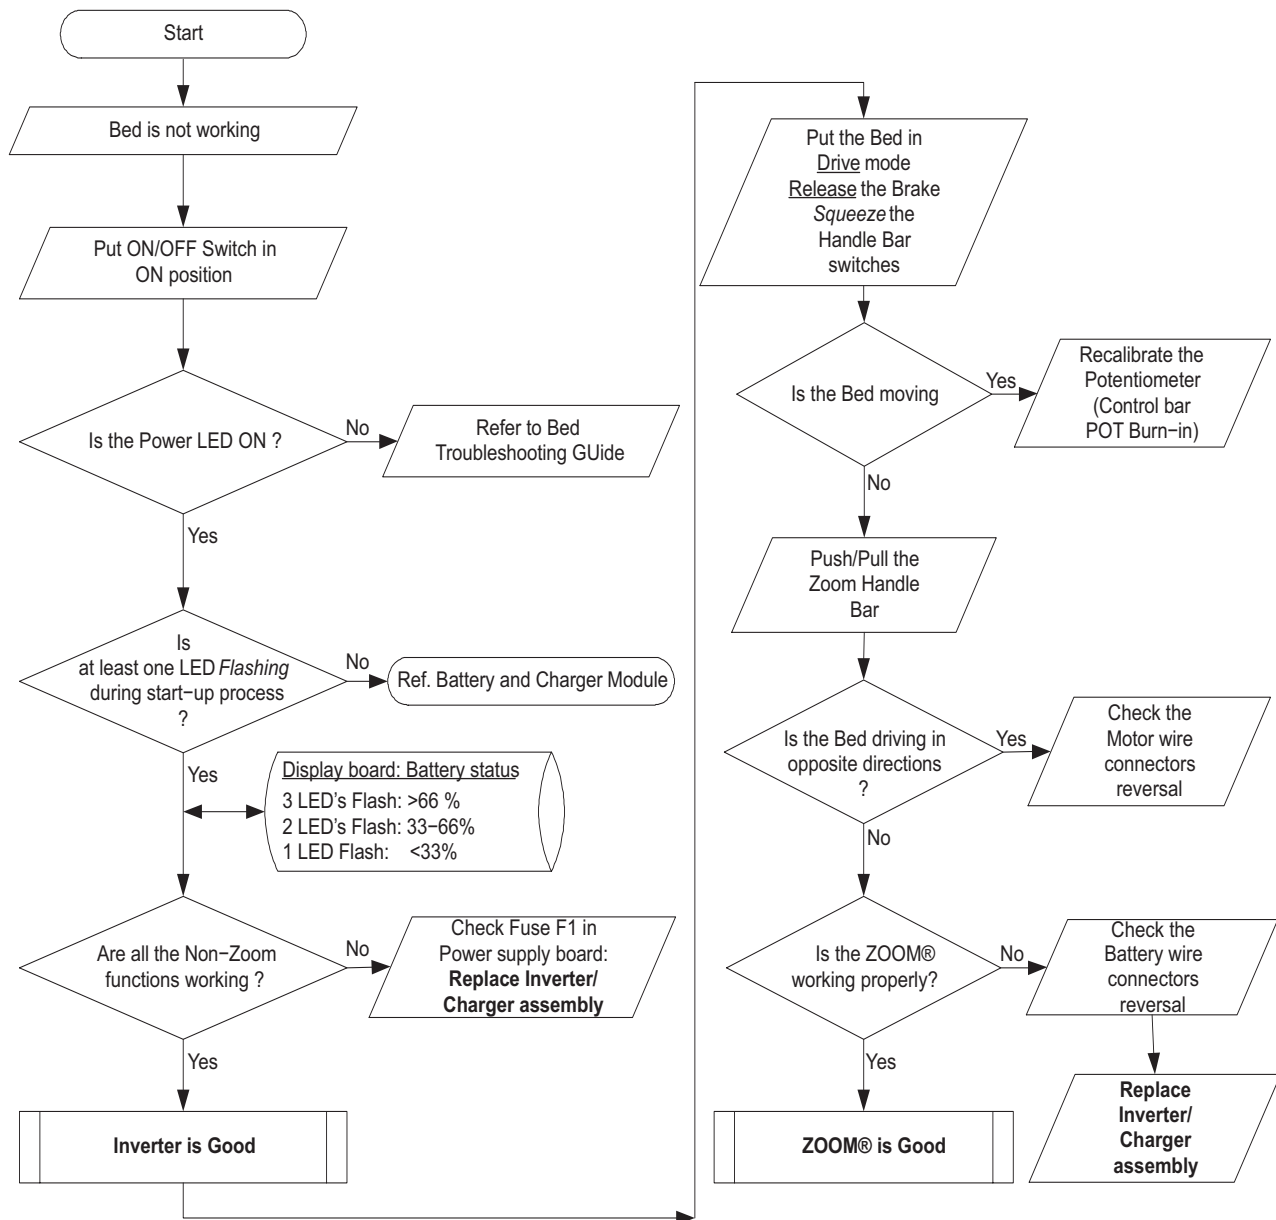 Start
Bed is not working
Put ON/OFF Switch in
ON position
Is the Power LED ON ?
No
Refer to Bed
Troubleshooting GUide
Yes
Is
at least one LED Flashing
during start−up process
?
No
Ref. Battery and Charger Module
Yes
Display board: Battery status
3 LED's Flash: >66 %
2 LED's Flash: 33−66%
1 LED Flash: <33%
Are all the Non−Zoom
functions working ?
No
Check Fuse F1 in
Power supply board:
Replace Inverter/
Charger assembly
Yes
Inverter is Good
Put the Bed in
Drive mode
Release the Brake
Squeeze the
Handle Bar
switches
Is the Bed moving
Yes
Recalibrate the
Potentiometer
(Control bar
POT Burn−in)
No
Push/Pull the
Zoom Handle
Bar
Is the Bed driving in
opposite directions
?
Yes
Check the
Motor wire
connectors
reversal
No
Is the ZOOM®
working properly?
No
Check the
Battery wire
connectors
reversal
Yes
Replace
Inverter/
Charger
assembly
ZOOM® is Good